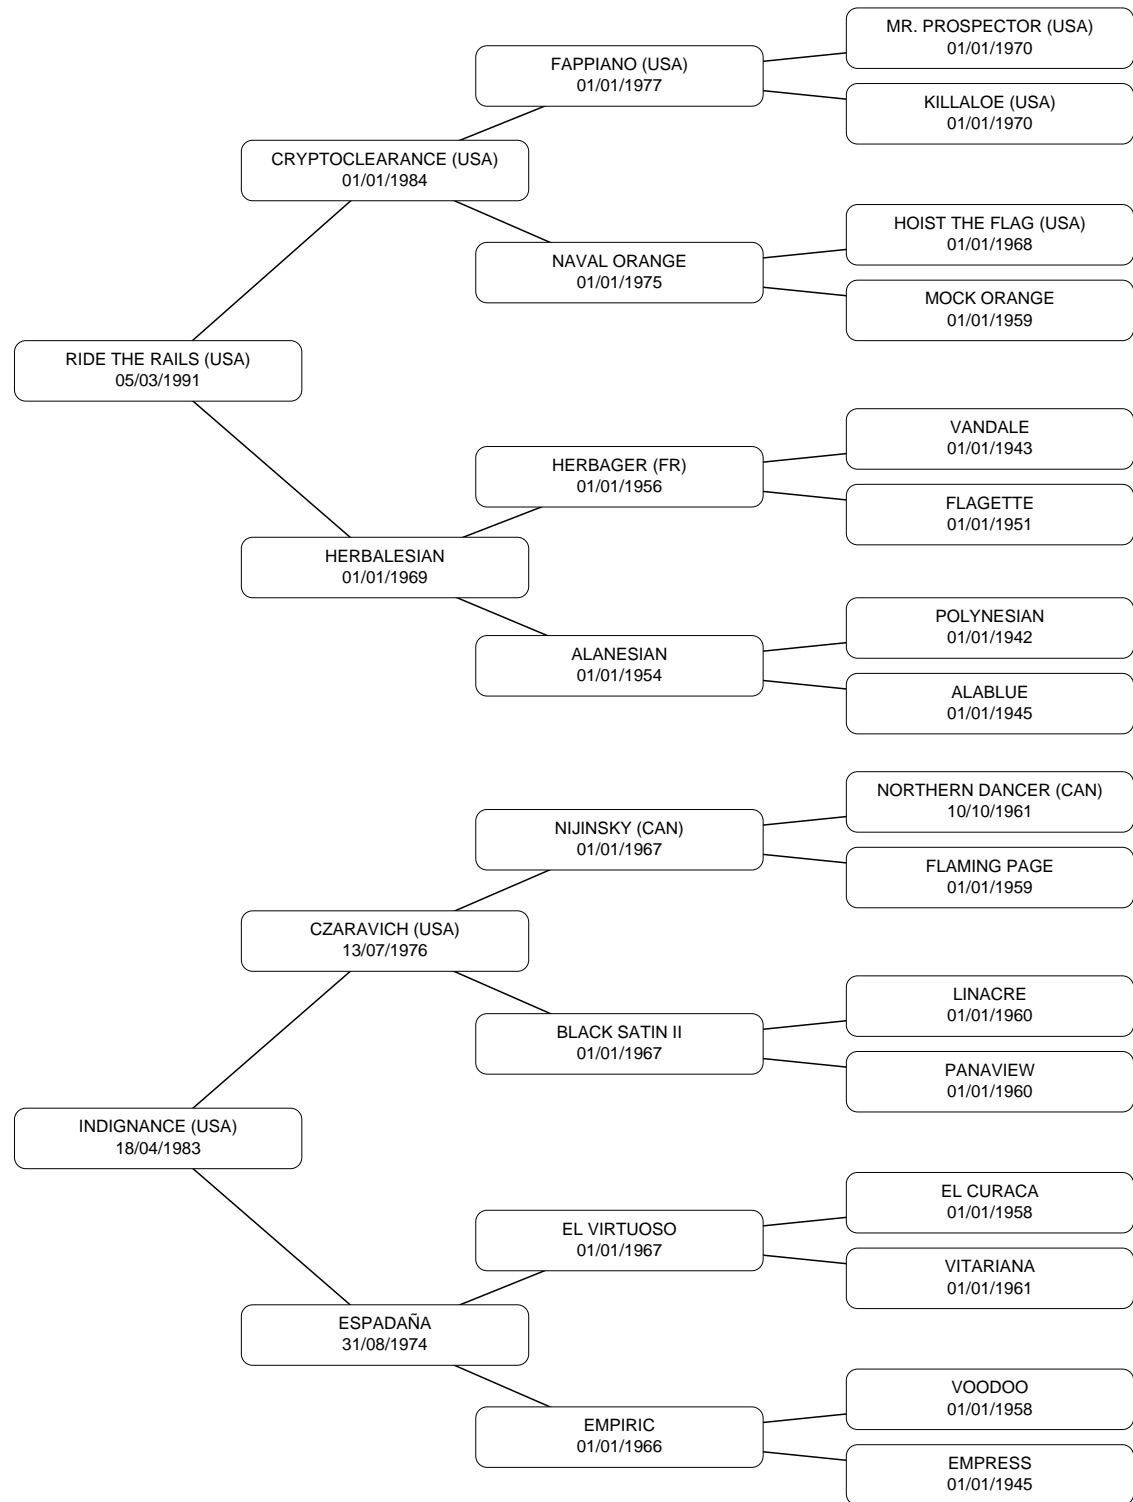 MR. PROSPECTOR (USA)
01/01/1970
FAPPIANO (USA)
01/01/1977
KILLALOE (USA)
01/01/1970
CRYPTOCLEARANCE (USA)
01/01/1984
HOIST THE FLAG (USA)
01/01/1968
NAVAL ORANGE
01/01/1975
MOCK ORANGE
01/01/1959
RIDE THE RAILS (USA)
05/03/1991
VANDALE
01/01/1943
HERBAGER (FR)
01/01/1956
FLAGETTE
01/01/1951
HERBALESIAN
01/01/1969
POLYNESIAN
01/01/1942
ALANESIAN
01/01/1954
ALABLUE
01/01/1945
NORTHERN DANCER (CAN)
10/10/1961
NIJINSKY (CAN)
01/01/1967
FLAMING PAGE
01/01/1959
CZARAVICH (USA)
13/07/1976
LINACRE
01/01/1960
BLACK SATIN II
01/01/1967
PANAVIEW
01/01/1960
INDIGNANCE (USA)
18/04/1983
EL CURACA
01/01/1958
EL VIRTUOSO
01/01/1967
VITARIANA
01/01/1961
ESPADAÑA
31/08/1974
VOODOO
01/01/1958
EMPIRIC
01/01/1966
EMPRESS
01/01/1945